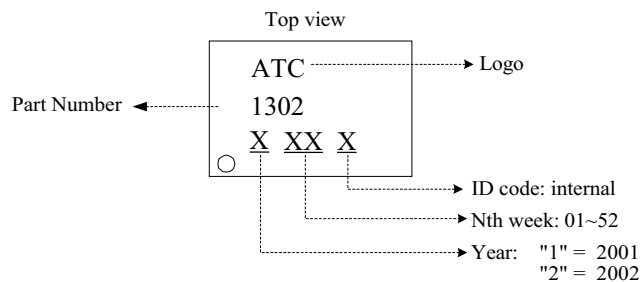 Top view
ATC
Logo
Part Number
1302
X XX X
ID code: internal
Nth week: 01~52
Year: "1" = 2001
"2" = 2002